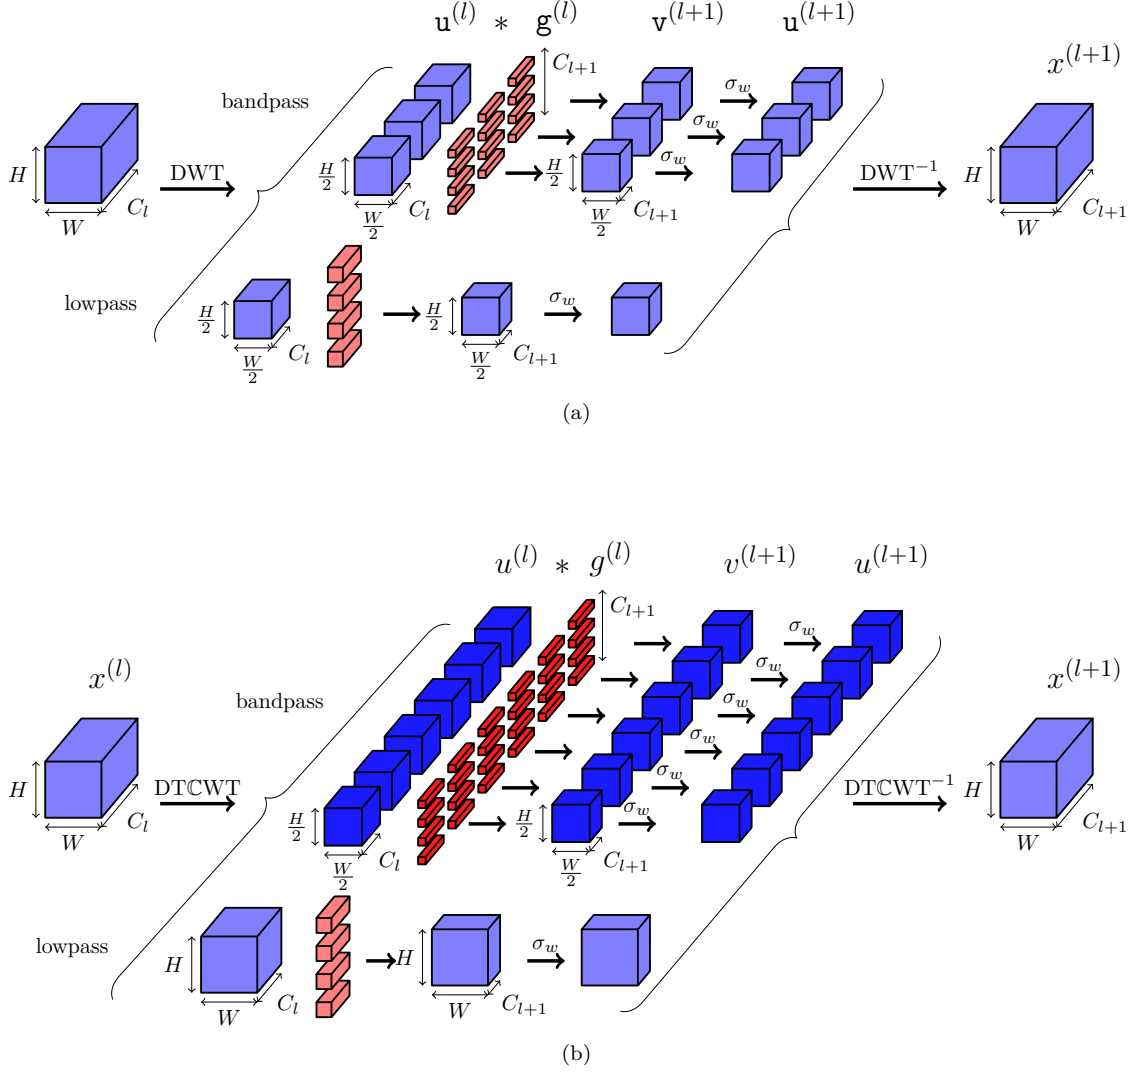 u^(l) * g^(l) v^(l+1) u^(l+1)
x^(l+1)
C_{l+1}
bandpass
σ_w
σ_w
σ_w
H
DWT
H/2
H/2
DWT^{-1}
H
W
C_l
W/2
C_l
W/2
C_{l+1}
W
C_{l+1}
lowpass
H/2
H/2
σ_w
W/2
C_l
W/2
C_{l+1}
(a)
u^(l) * g^(l) v^(l+1) u^(l+1)
C_{l+1}
σ_w
x^(l)
bandpass
σ_w
x^(l+1)
σ_w
σ_w
H
DTℂWT
σ_w
DTℂWT^{-1}
H
H/2
H/2
σ_w
W
C_l
W/2
C_l
W/2
C_{l+1}
W
C_{l+1}
lowpass
H
H
σ_w
W
C_l
W
C_{l+1}
(b)